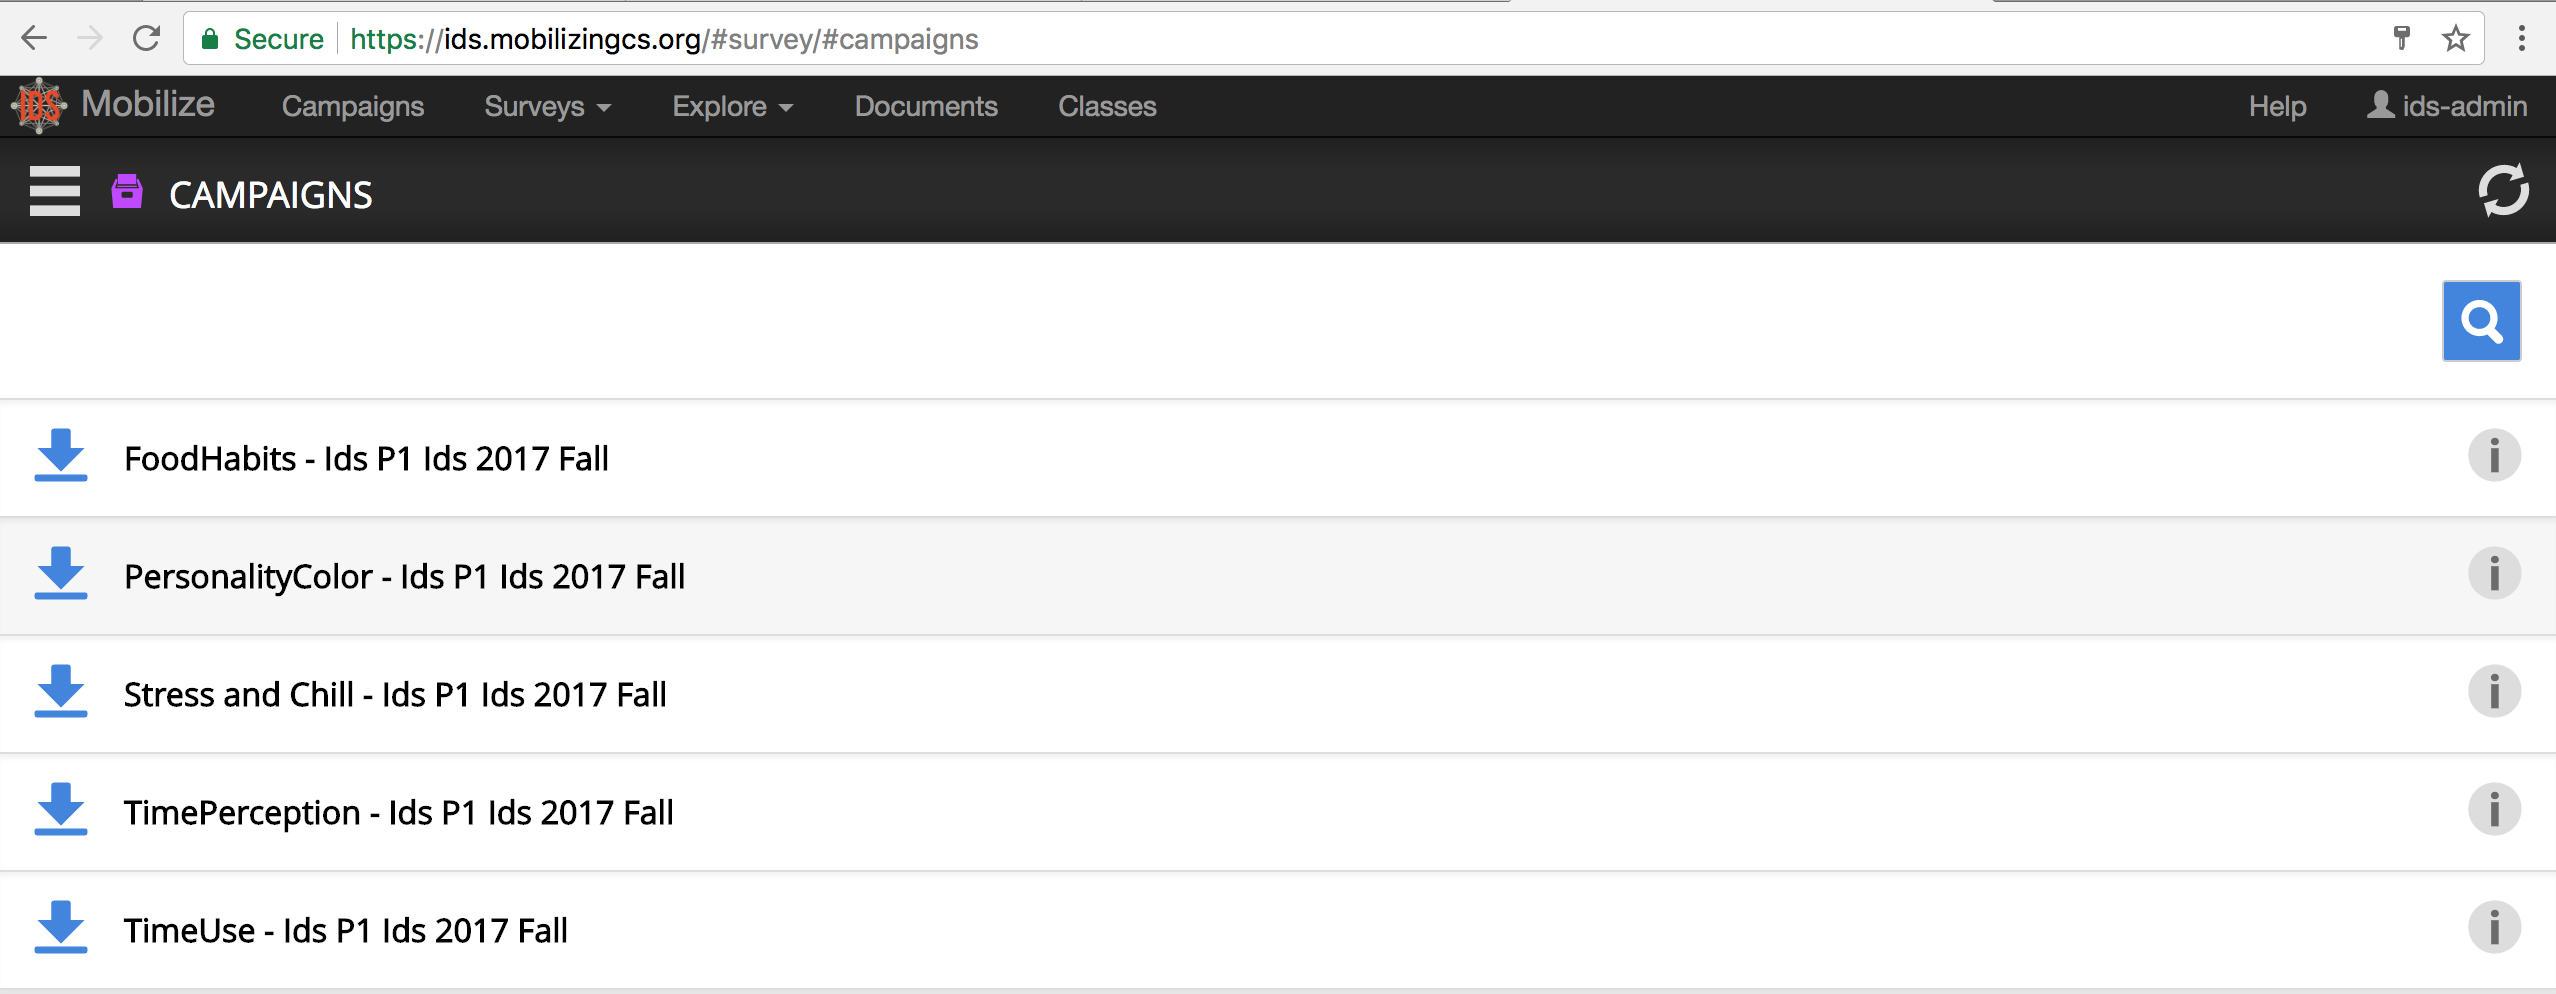 Secure https://ids.mobilizingcs.org/#survey/#campaigns
IDS Mobilize Campaigns Surveys Explore Documents Classes Help ids-admin
CAMPAIGNS
FoodHabits - Ids P1 Ids 2017 Fall
PersonalityColor - Ids P1 Ids 2017 Fall
Stress and Chill - Ids P1 Ids 2017 Fall
TimePerception - Ids P1 Ids 2017 Fall
TimeUse - Ids P1 Ids 2017 Fall